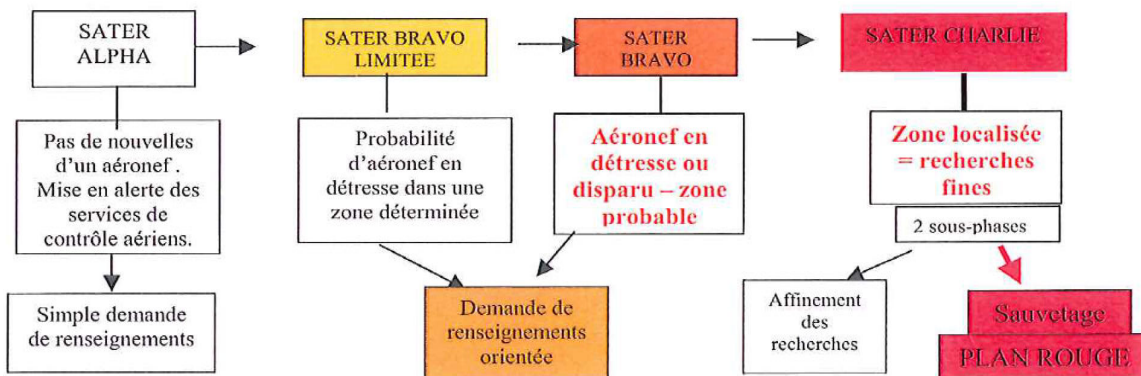 SATER
ALPHA
SATER BRAVO
LIMITEE
SATER
BRAVO
SATER CHARLIE
Pas de nouvelles
d'un aéronef .
Mise en alerte des
services de
contrôle aériens.
Probabilité
d'aéronef en
détresse dans une
zone déterminée
Aéronef en
détresse ou
disparu – zone
probable
Zone localisée
= recherches
fines
2 sous-phases
Simple demande
de renseignements
Demande de
renseignements
orientée
Affinement
des
recherches
Sauvetage
PLAN ROUGE